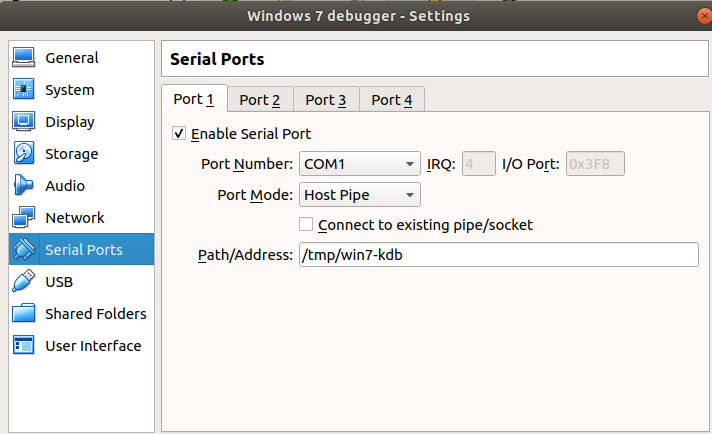 Windows 7 debugger - Settings
General
System
Display
Storage
Audio
Network
Serial Ports
USB
Shared Folders
User Interface
Serial Ports
Port 1 Port 2 Port 3 Port 4
Enable Serial Port
Port Number: COM1 IRQ: 4 I/O Port: 0x3F8
Port Mode: Host Pipe
Connect to existing pipe/socket
Path/Address: /tmp/win7-kdb